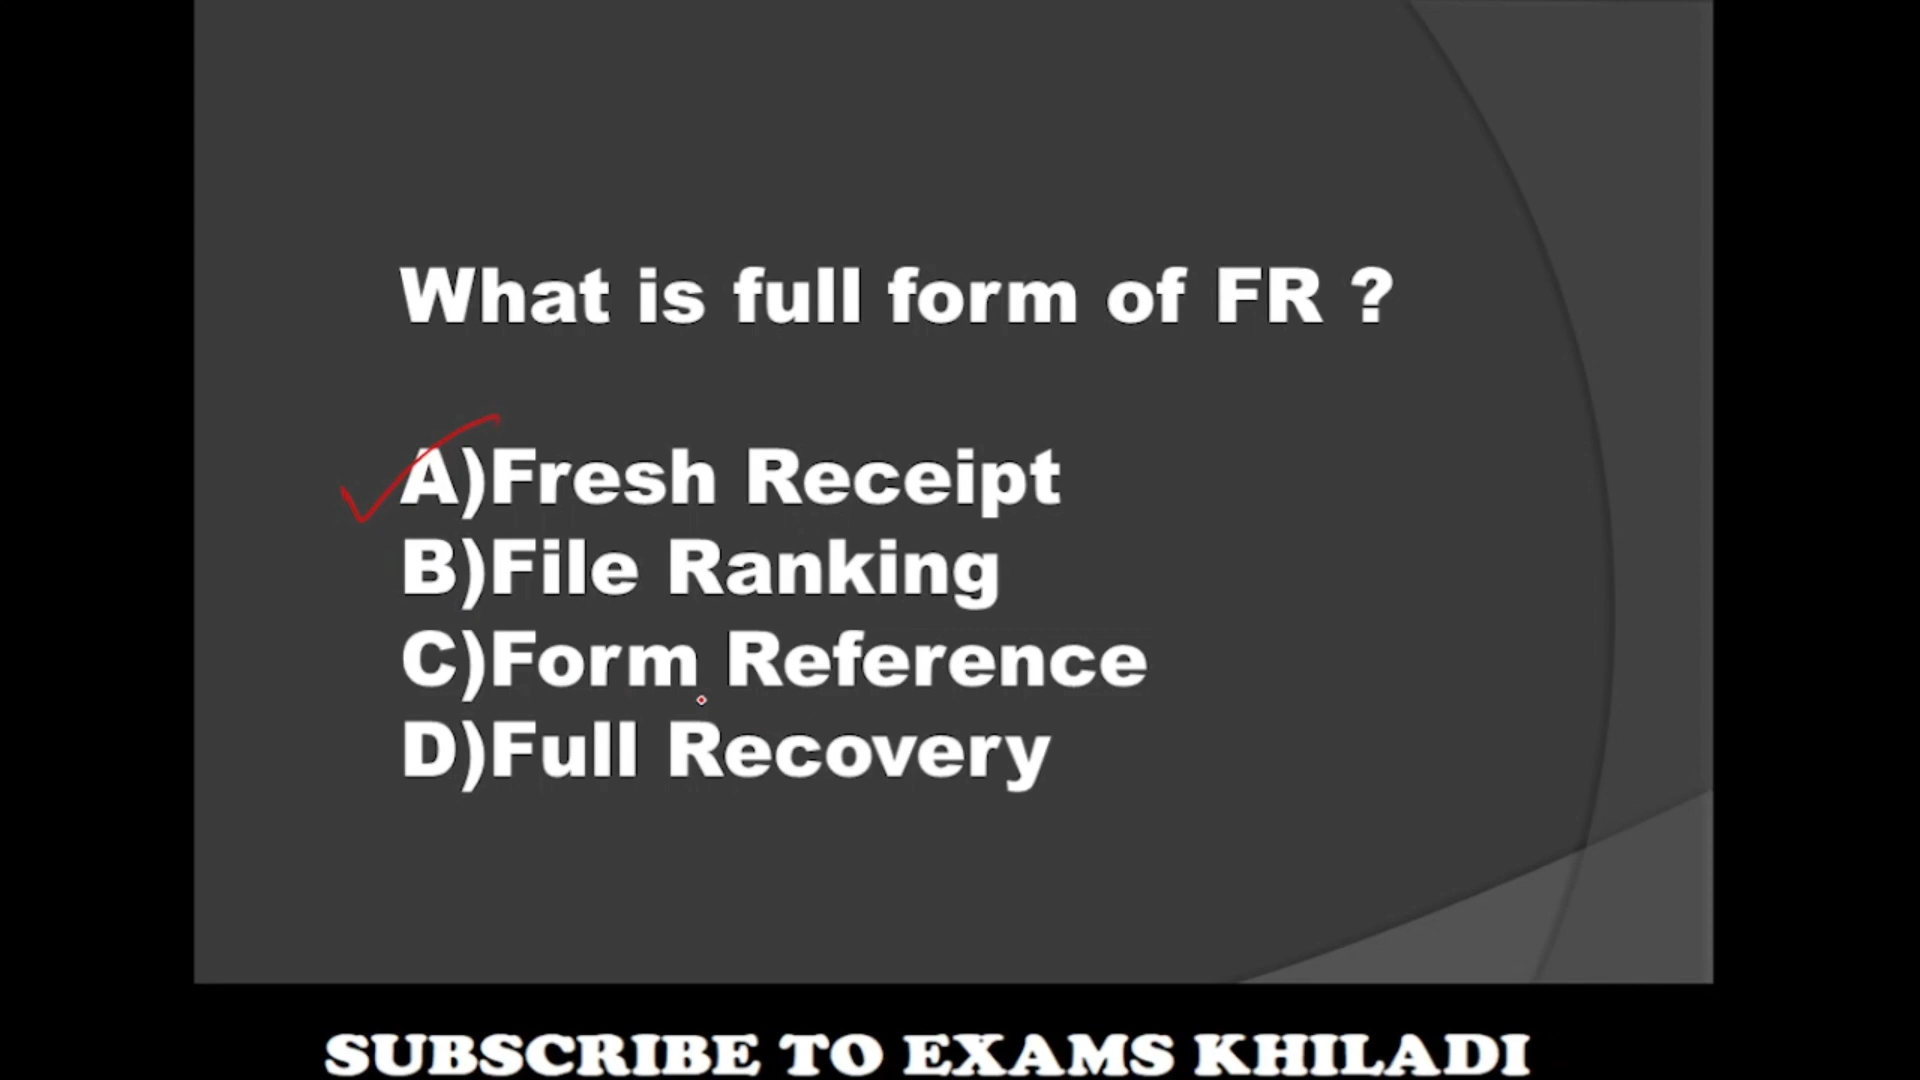 What is full form of FR ?
A)Fresh Receipt
B)File Ranking
C)Form Reference
D)Full Recovery
SUBSCRIBE TO EXAMS KHILADI